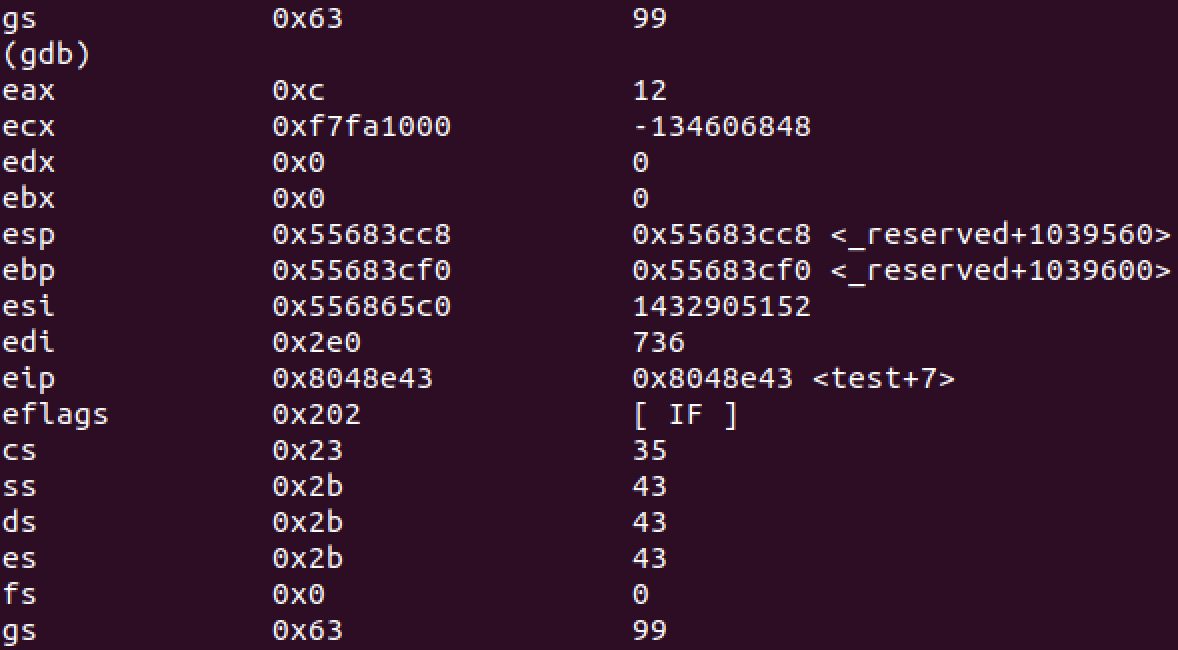 gs 0x63 99
(gdb)
eax 0xc 12
ecx 0xf7fa1000 -134606848
edx 0x0 0
ebx 0x0 0
esp 0x55683cc8 0x55683cc8 <_reserved+1039560>
ebp 0x55683cf0 0x55683cf0 <_reserved+1039600>
esi 0x556865c0 1432905152
edi 0x2e0 736
eip 0x8048e43 0x8048e43 <test+7>
eflags 0x202 [ IF ]
cs 0x23 35
ss 0x2b 43
ds 0x2b 43
es 0x2b 43
fs 0x0 0
gs 0x63 99